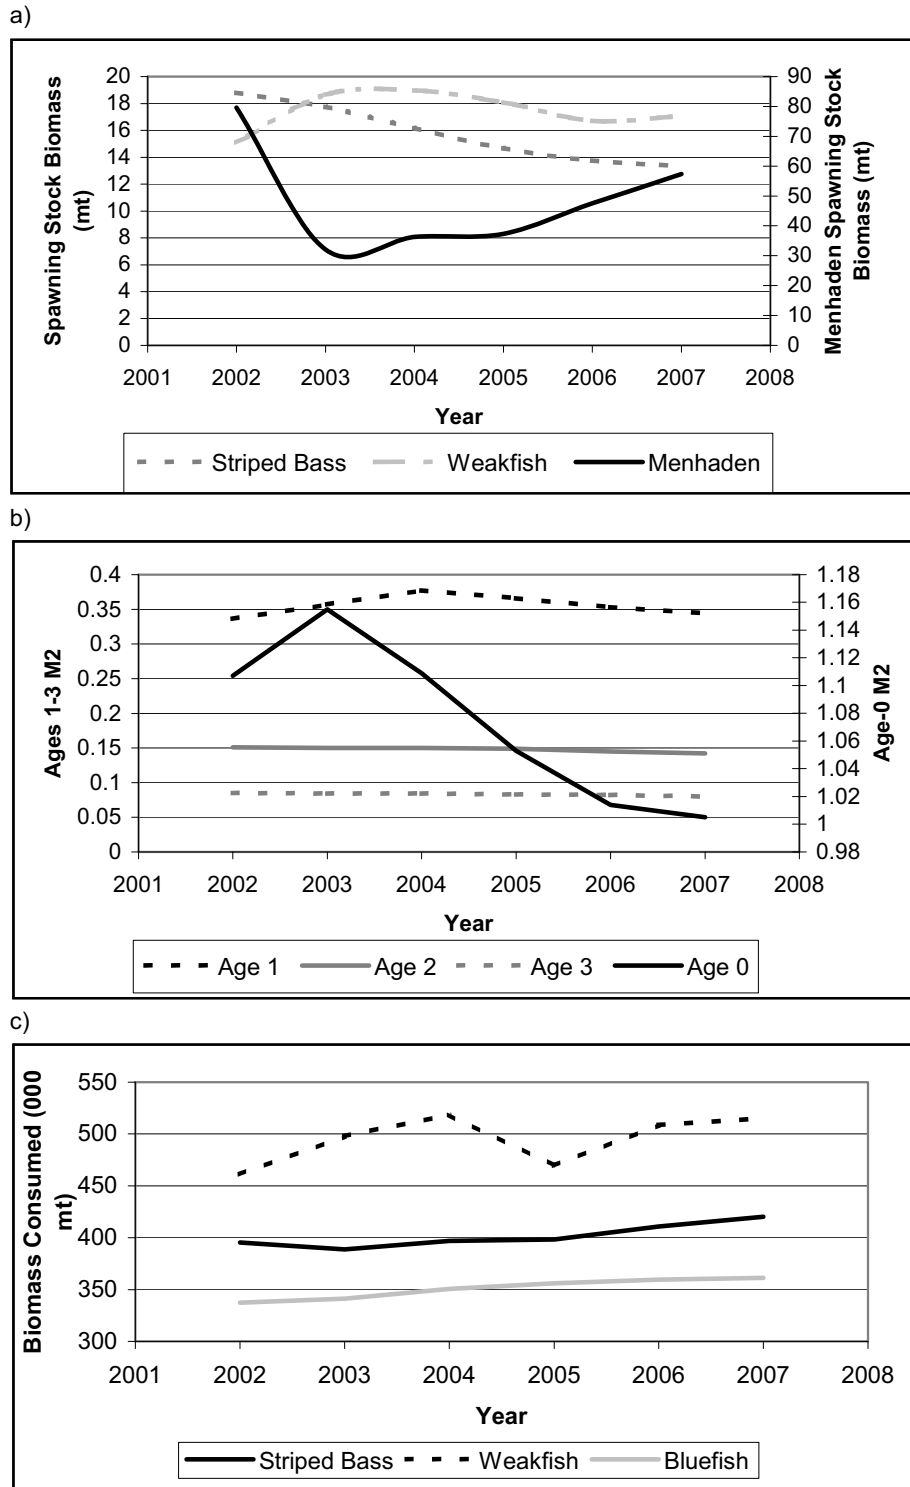 a)
Spawning Stock Biomass
(mt)
20
18
16
14
12
10
8
6
4
2
0
90
80
70
60
50
40
30
20
10
0
Menhaden Spawning Stock
Biomass (mt)
2001 2002 2003 2004 2005 2006 2007 2008
Year
Striped Bass Weakfish Menhaden
b)
Ages 1-3 M2
0.4
0.35
0.3
0.25
0.2
0.15
0.1
0.05
0
1.18
1.16
1.14
1.12
1.1
1.08
1.06
1.04
1.02
1
0.98
Age-0 M2
2001 2002 2003 2004 2005 2006 2007 2008
Year
Age 1 Age 2 Age 3 Age 0
c)
Biomass Consumed (000
mt)
550
500
450
400
350
300
2001 2002 2003 2004 2005 2006 2007 2008
Year
Striped Bass Weakfish Bluefish